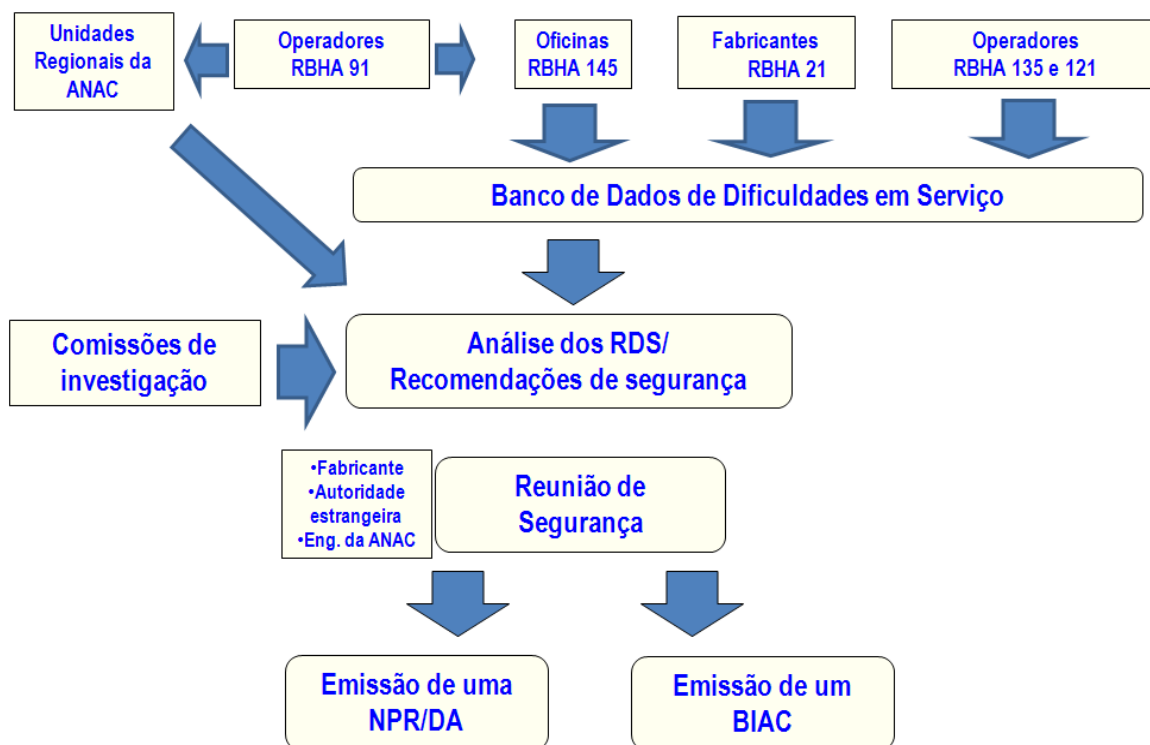 Unidades
Regionais da
ANAC
Operadores
RBHA 91
Oficinas
RBHA 145
Fabricantes
RBHA 21
Operadores
RBHA 135 e 121
Banco de Dados de Dificuldades em Serviço
Comissões de
investigação
Análise dos RDS/
Recomendações de segurança
•Fabricante
•Autoridade
estrangeira
•Eng. da ANAC
Reunião de
Segurança
Emissão de uma
NPR/DA
Emissão de um
BIAC